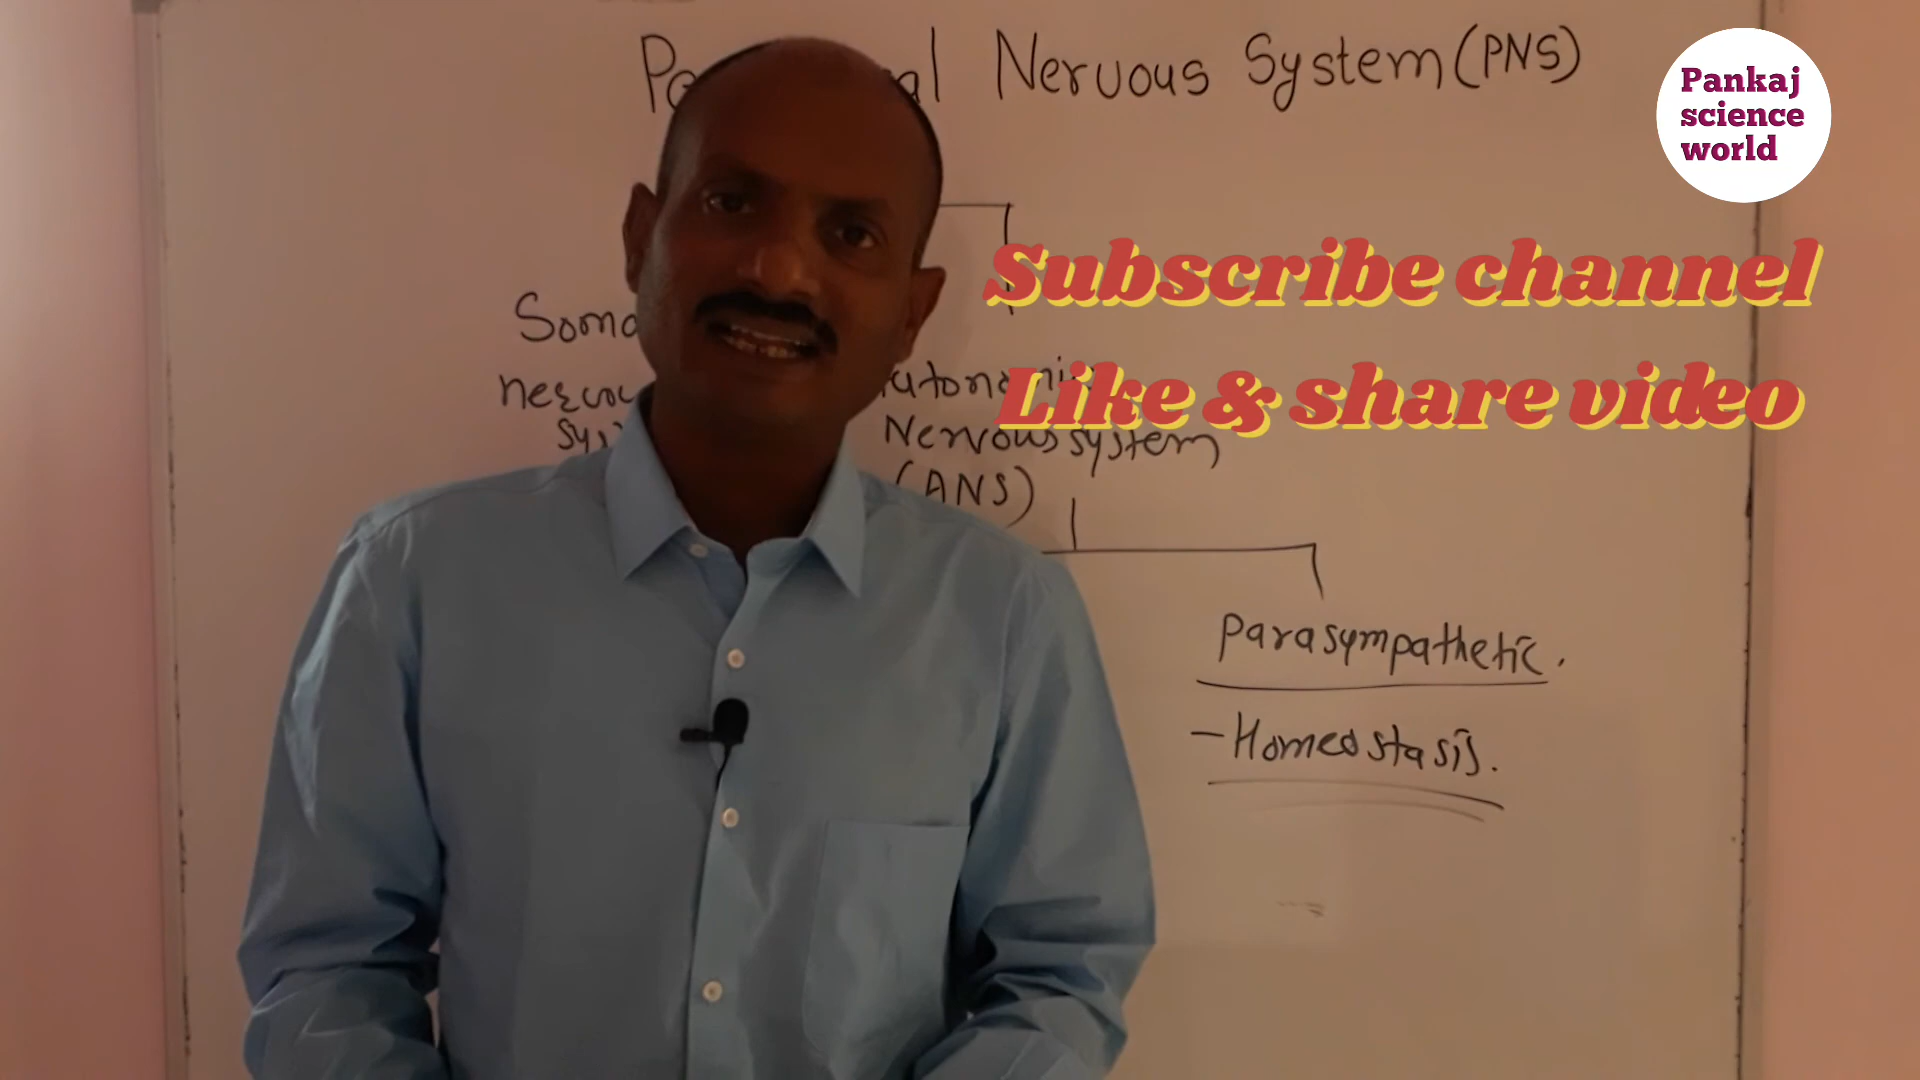 Nervous System (PNS)
Pankaj
science
world
Subscribe channel
Like & share video
Nervous system
(ANS)
Parasympathetic.
- Homeostasis.